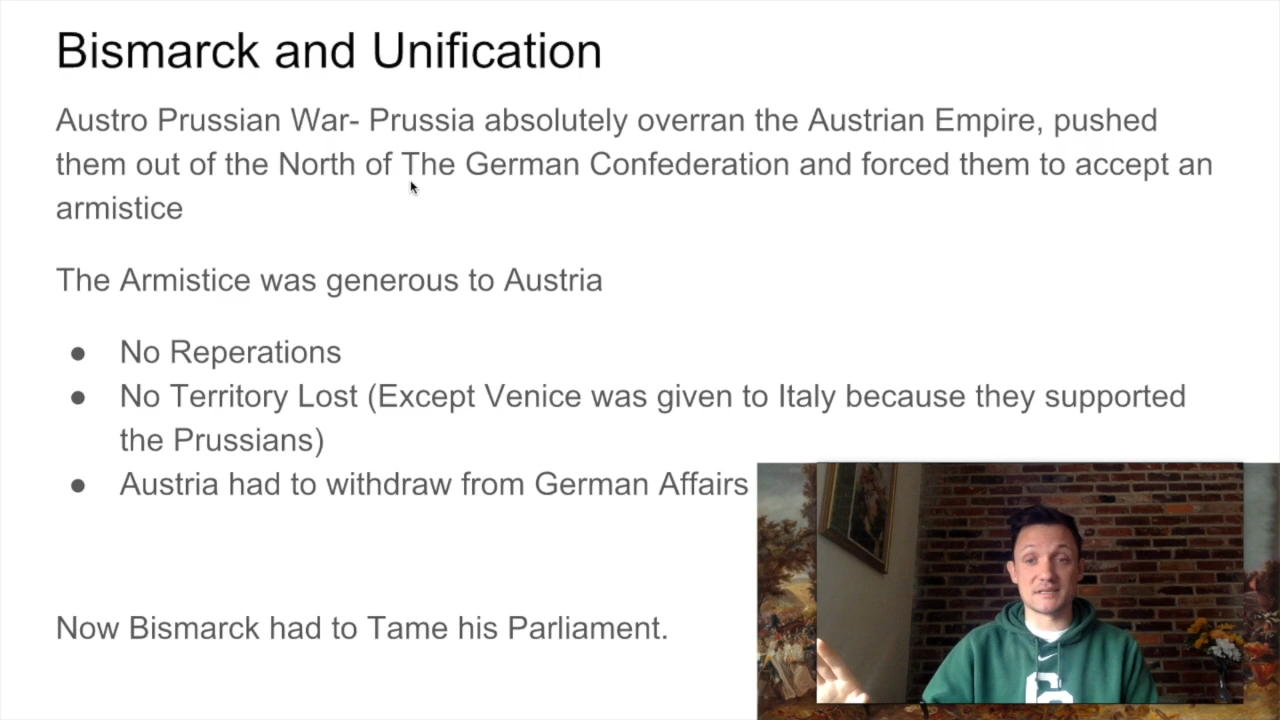 Bismarck and Unification
Austro Prussian War- Prussia absolutely overran the Austrian Empire, pushed
them out of the North of The German Confederation and forced them to accept an
armistice
The Armistice was generous to Austria
● No Reperations
● No Territory Lost (Except Venice was given to Italy because they supported
the Prussians)
● Austria had to withdraw from German Affairs
Now Bismarck had to Tame his Parliament.